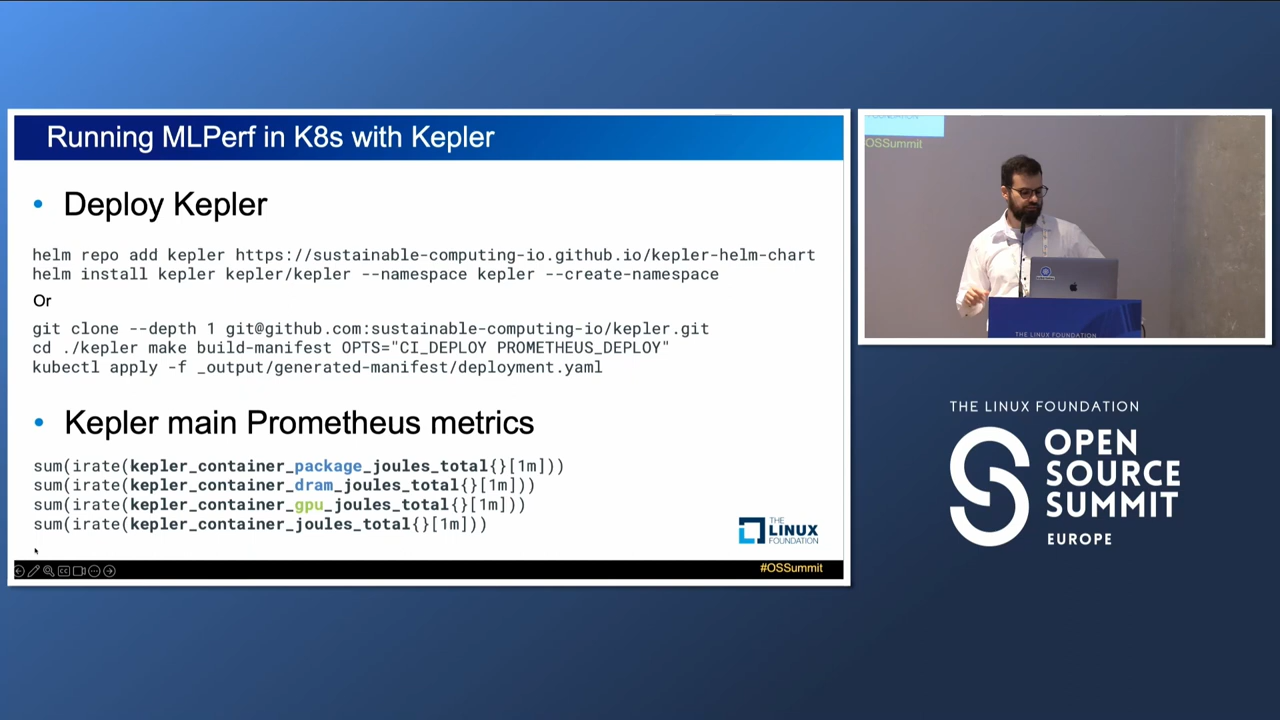 Running MLPerf in K8s with Kepler
• Deploy Kepler
helm repo add kepler https://sustainable-computing-io.github.io/kepler-helm-chart
helm install kepler kepler/kepler --namespace kepler --create-namespace
Or
git clone --depth 1 git@github.com:sustainable-computing-io/kepler.git
cd ./kepler make build-manifest OPTS="CI_DEPLOY PROMETHEUS_DEPLOY"
kubectl apply -f _output/generated-manifest/deployment.yaml
• Kepler main Prometheus metrics
sum(irate(kepler_container_package_joules_total{}[1m]))
sum(irate(kepler_container_dram_joules_total{}[1m]))
sum(irate(kepler_container_gpu_joules_total{}[1m]))
sum(irate(kepler_container_joules_total{}[1m]))
THE
LINUX
FOUNDATION
#OSSummit
OSSummit
THE LINUX FOUNDATION
THE LINUX FOUNDATION
OPEN
SOURCE
SUMMIT
EUROPE